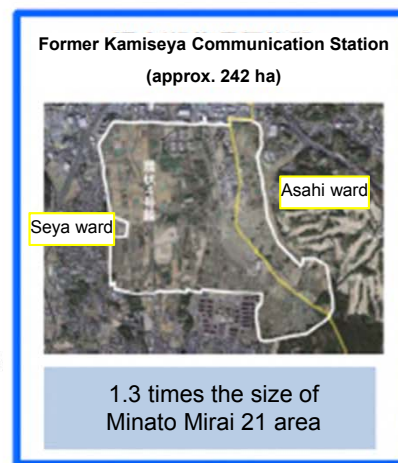 Former Kamiseya Communication Station
(approx. 242 ha)
Asahi ward
Seya ward
1.3 times the size of
Minato Mirai 21 area